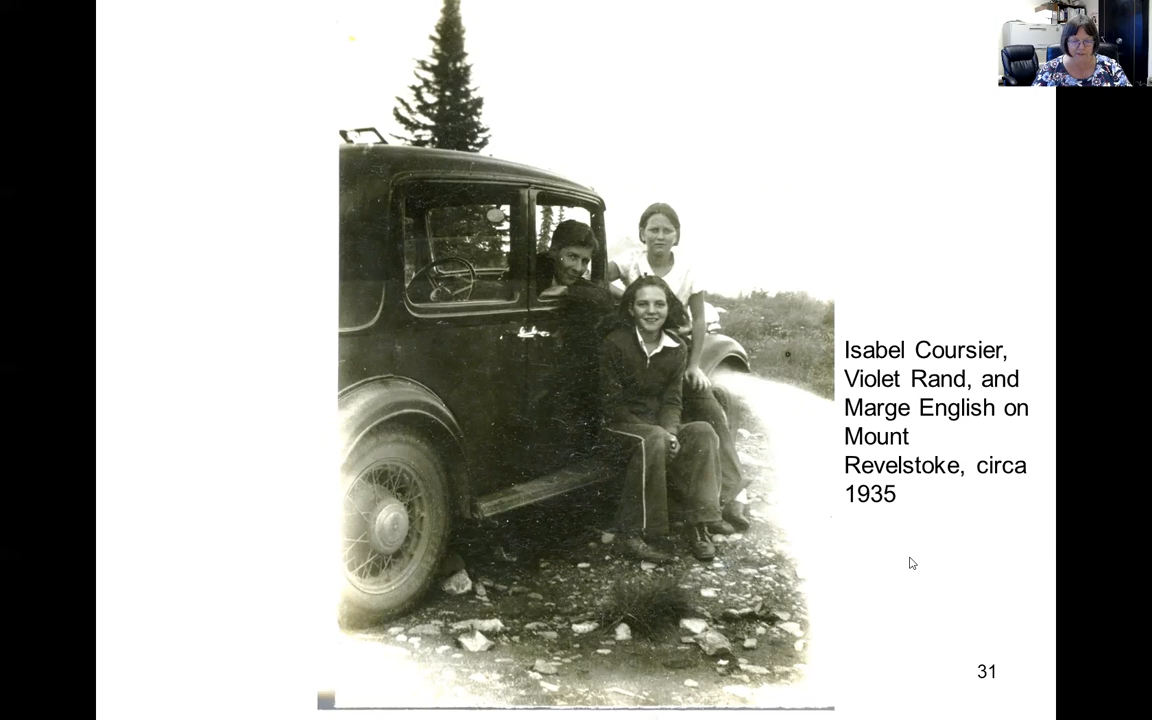 Isabel Coursier,
Violet Rand, and
Marge English on
Mount
Revelstoke, circa
1935
31